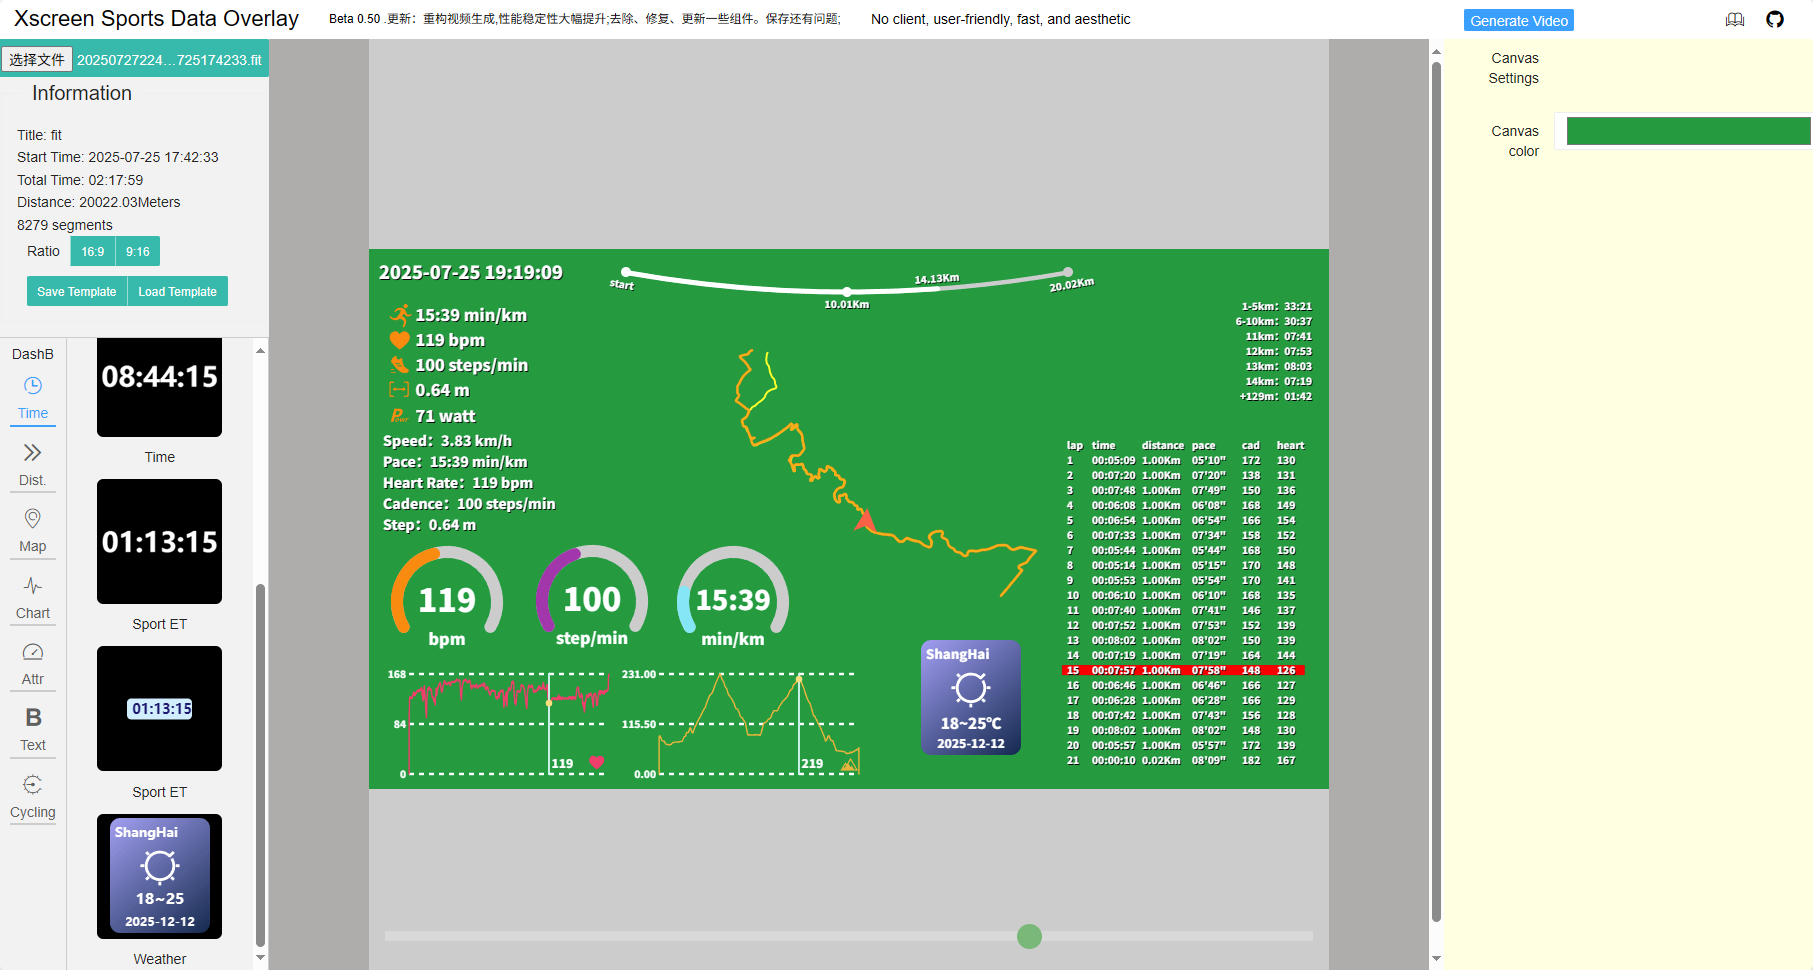 Xscreen Sports Data Overlay
Beta 0.50 .更新：重构视频生成,性能稳定性大幅提升;去除、修复、更新一些组件。保存还有问题;
No client, user-friendly, fast, and aesthetic
Generate Video
选择文件 20250727224...725174233.fit
Information
Title: fit
Start Time: 2025-07-25 17:42:33
Total Time: 02:17:59
Distance: 20022.03Meters
8279 segments
Ratio 16:9 9:16
Save Template Load Template
DashB
Time
Dist.
Map
Chart
Attr
B
Text
Cycling
08:44:15
Time
01:13:15
Sport ET
01:13:15
Sport ET
ShangHai
18~25
2025-12-12
Weather
2025-07-25 19:19:09
start
10.01Km
14.13Km
20.02Km
15:39 min/km
119 bpm
100 steps/min
0.64 m
71 watt
Speed：3.83 km/h
Pace：15:39 min/km
Heart Rate：119 bpm
Cadence：100 steps/min
Step：0.64 m
119
bpm
100
step/min
15:39
min/km
168
84
0
119
231.00
115.50
0.00
219
ShangHai
18~25℃
2025-12-12
1-5km：33:21
6-10km：30:37
11km：07:41
12km：07:53
13km：08:03
14km：07:19
+129m：01:42
lap time distance pace cad heart
1 00:05:09 1.00Km 05'10" 172 130
2 00:07:20 1.00Km 07'20" 138 131
3 00:07:48 1.00Km 07'49" 150 136
4 00:06:08 1.00Km 06'08" 168 149
5 00:06:54 1.00Km 06'54" 166 154
6 00:07:33 1.00Km 07'34" 158 152
7 00:05:44 1.00Km 05'44" 168 150
8 00:05:14 1.00Km 05'15" 170 148
9 00:05:53 1.00Km 05'54" 170 141
10 00:06:10 1.00Km 06'10" 168 135
11 00:07:40 1.00Km 07'41" 146 137
12 00:07:52 1.00Km 07'53" 152 139
13 00:08:02 1.00Km 08'02" 150 139
14 00:07:19 1.00Km 07'19" 164 144
15 00:07:57 1.00Km 07'58" 148 126
16 00:06:46 1.00Km 06'46" 166 127
17 00:06:28 1.00Km 06'28" 166 129
18 00:07:42 1.00Km 07'43" 156 128
19 00:08:02 1.00Km 08'02" 148 130
20 00:05:57 1.00Km 05'57" 172 139
21 00:00:10 0.02Km 08'09" 182 167
Canvas
Settings
Canvas
color